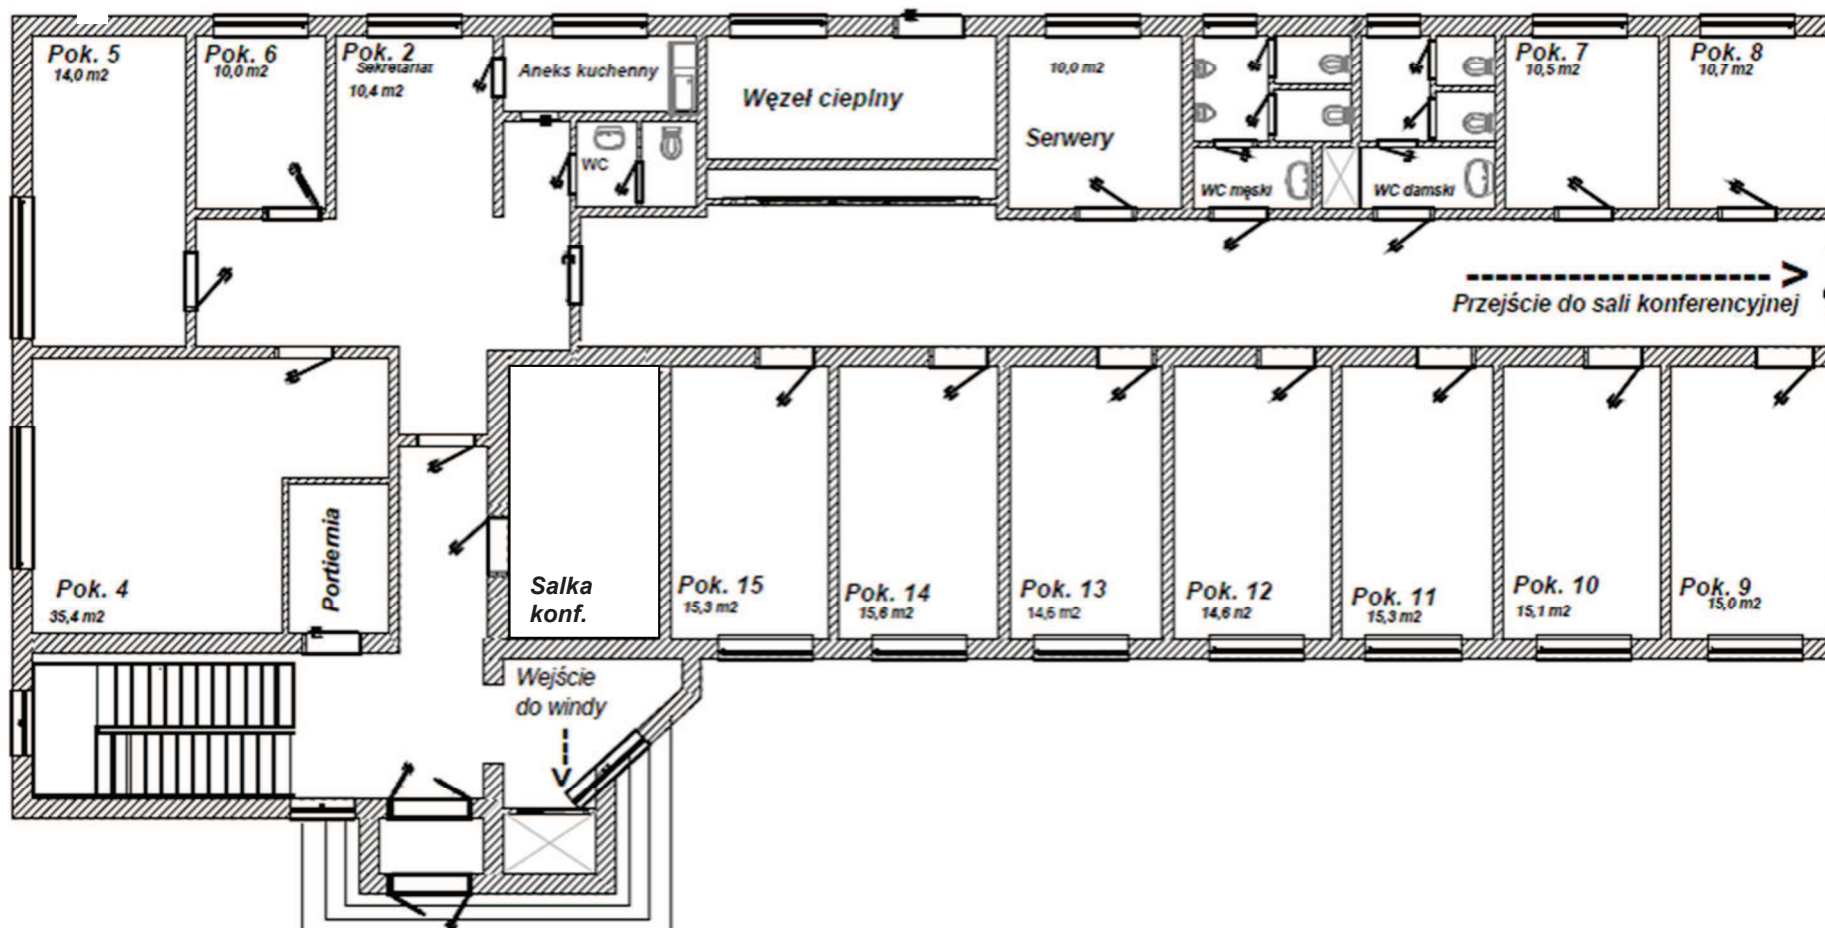 Pok. 5
14,0 m2
Pok. 6
10,0 m2
Pok. 2
Sekretariat
10,4 m2
Aneks kuchenny
Węzeł cieplny
10,0 m2
Serwery
Pok. 7
10,5 m2
Pok. 8
10,7 m2
WC
WC męski
WC damski
Przejście do sali konferencyjnej
Portiernia
Pok. 4
35,4 m2
Salka
konf.
Pok. 15
15,3 m2
Pok. 14
15,6 m2
Pok. 13
14,6 m2
Pok. 12
14,6 n2
Pok. 11
15,3 m2
Pok. 10
15,1 m2
Pok. 9
15,0 m2
Wejście
do windy